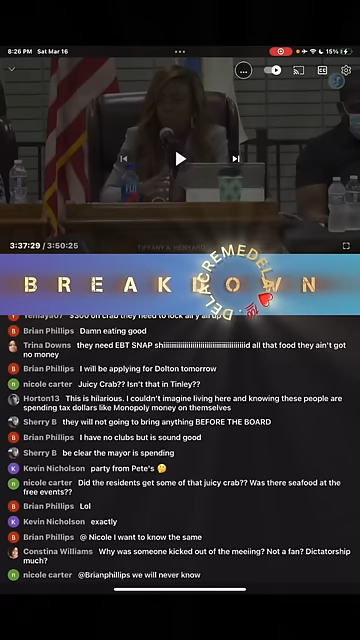 8:26 PM Sat Mar 16
15%
3:37:29 / 3:50:25
TIFFANY A. HENYARD
BREAKDOWN
DELACREMEDELA
$300 on crab they need to lock all y'all up
Brian Phillips Damn eating good
Trina Downs they need EBT SNAP
all that food they ain't got
no money
Brian Phillips I will be applying for Dolton tomorrow
nicole carter Juicy Crab?? Isn't that in Tinley??
Horton13 This is hilarious. I couldn't imagine living here and knowing these people are
spending tax dollars like Monopoly money on themselves
Sherry B they will not going to bring anything BEFORE THE BOARD
Brian Phillips I have no clubs but is sound good
Sherry B be clear the mayor is spending
Kevin Nicholson party from Pete's 🤔
nicole carter Did the residents get some of that juicy crab?? Was there seafood at the
free events??
Brian Phillips Lol
Kevin Nicholson exactly
Brian Phillips @ Nicole I want to know the same
Constina Williams Why was someone kicked out of the meeiing? Not a fan? Dictatorship
much?
nicole carter @Brianphillips we will never know